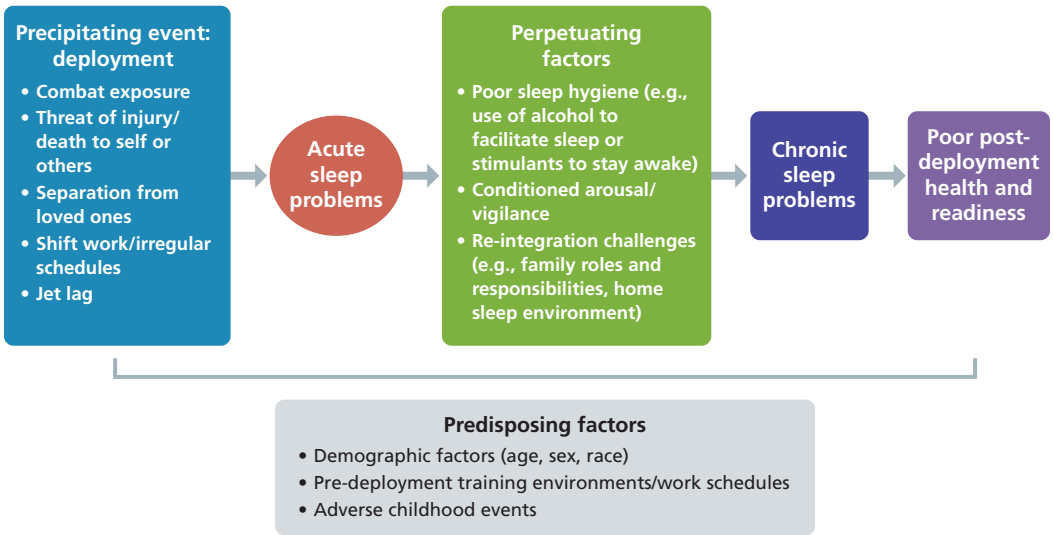 Precipitating event:
deployment
• Combat exposure
• Threat of injury/
death to self or
others
• Separation from
loved ones
• Shift work/irregular
schedules
• Jet lag
Acute
sleep
problems
Perpetuating
factors
• Poor sleep hygiene (e.g.,
use of alcohol to
facilitate sleep or
stimulants to stay awake)
• Conditioned arousal/
vigilance
• Re-integration challenges
(e.g., family roles and
responsibilities, home
sleep environment)
Chronic
sleep
problems
Poor post-
deployment
health and
readiness
Predisposing factors
• Demographic factors (age, sex, race)
• Pre-deployment training environments/work schedules
• Adverse childhood events